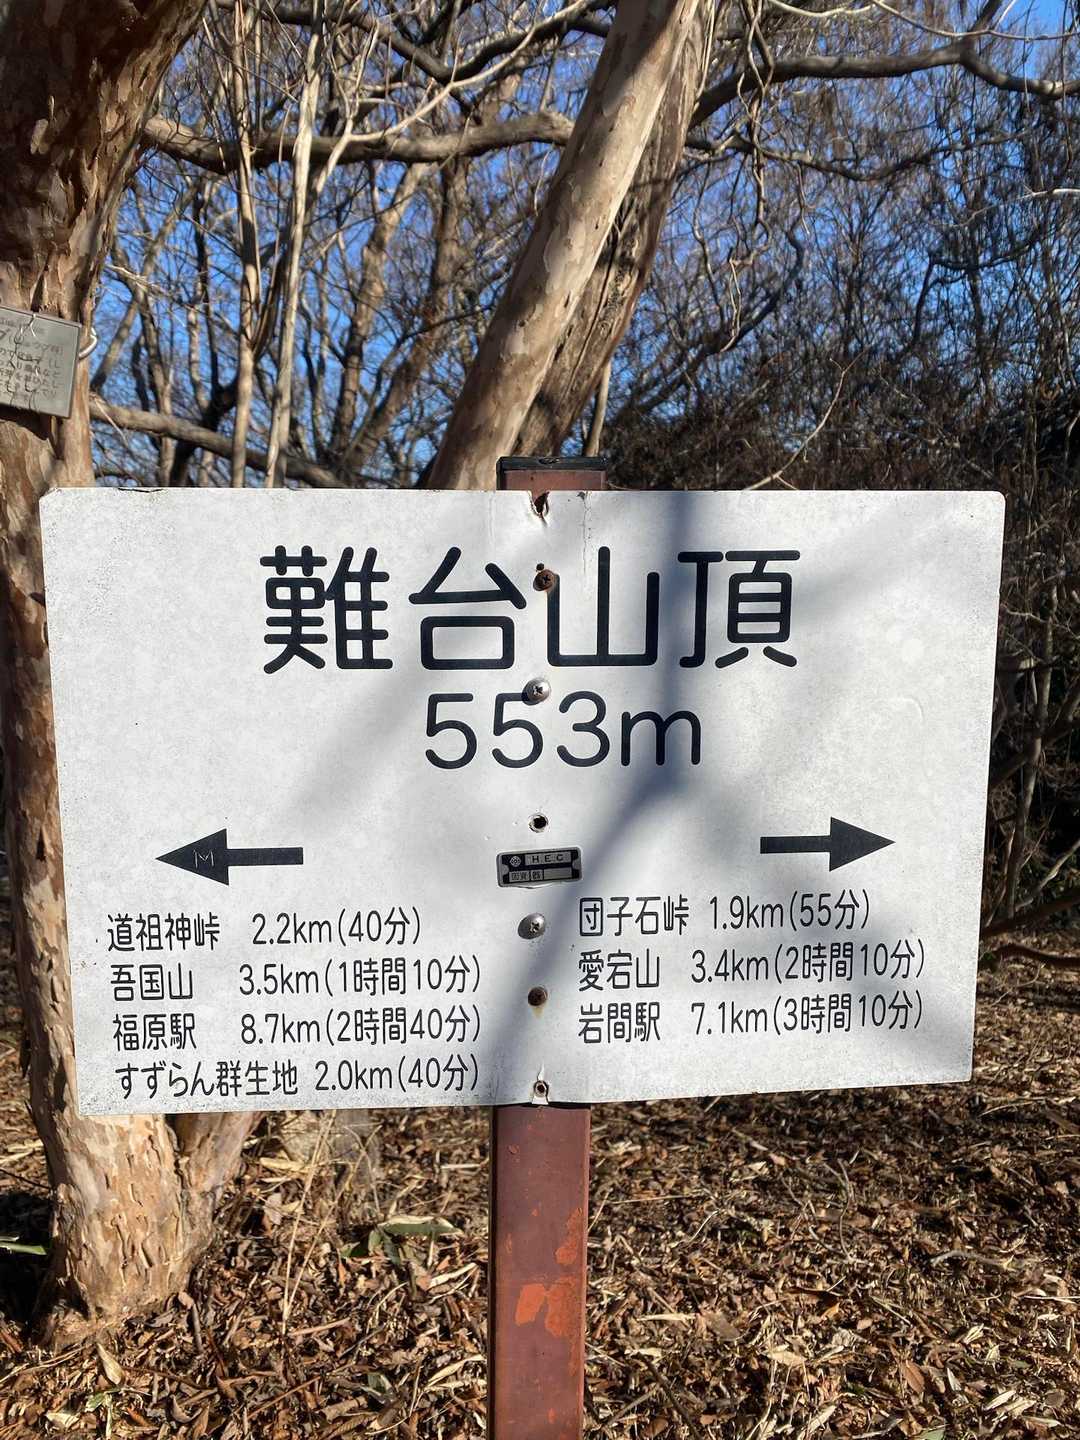 難台山頂
553m
道祖神峠 2.2km(40分)
吾国山 3.5km(1時間10分)
福原駅 8.7km(2時間40分)
すずらん群生地 2.0km(40分)
H.E.C
団子石峠 1.9km(55分)
愛宕山 3.4km(2時間10分)
岩間駅 7.1km(3時間10分)